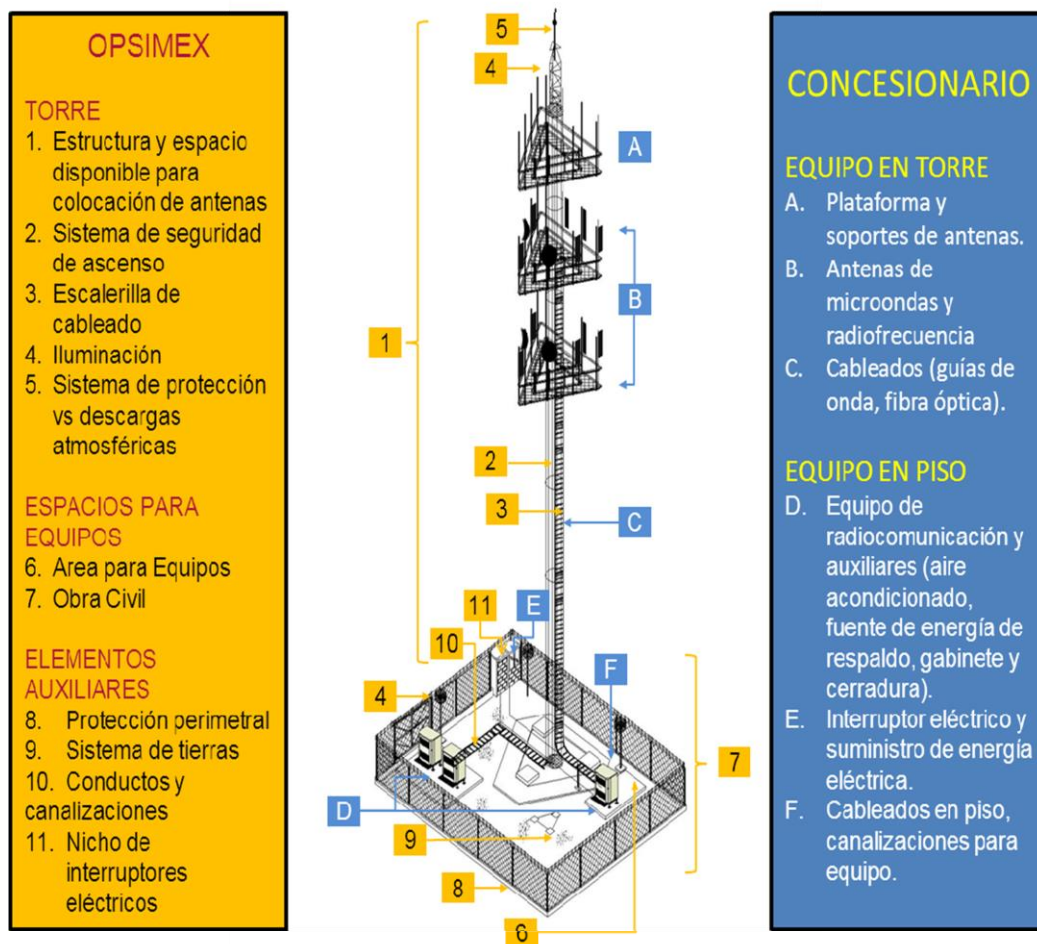 OPSIMEX
TORRE
1. Estructura y espacio
disponible para
colocación de antenas
2. Sistema de seguridad
de ascenso
3. Escalerilla de
cableado
4. Iluminación
5. Sistema de protección
vs descargas
atmosféricas
ESPACIOS PARA
EQUIPOS
6. Area para Equipos
7. Obra Civil
ELEMENTOS
AUXILIARES
8. Protección perimetral
9. Sistema de tierras
10. Conductos y
canalizaciones
11. Nicho de
interruptores
eléctricos
5
4
A
B
1
2
3
C
11
E
10
F
4
7
D
9
8
6
CONCESIONARIO
EQUIPO EN TORRE
A. Plataforma y
soportes de antenas.
B. Antenas de
microondas y
radiofrecuencia
C. Cableados (guías de
onda, fibra óptica).
EQUIPO EN PISO
D. Equipo de
radiocomunicación y
auxiliares (aire
acondicionado,
fuente de energía de
respaldo, gabinete y
cerradura).
E. Interruptor eléctrico y
suministro de energía
eléctrica.
F. Cableados en piso,
canalizaciones para
equipo.